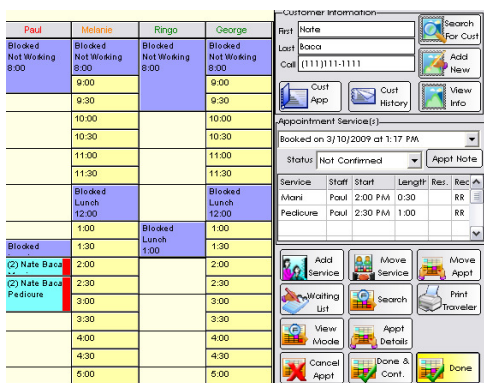 Paul Melanie Ringo George
Blocked Blocked Blocked Blocked
Not Working Not Working Not Working Not Working
8:00 8:00 8:00 8:00
9:00 9:00
9:30 9:30
10:00 10:00
10:30 10:30
11:00 11:00
11:30 11:30
Blocked Blocked
Lunch Lunch
12:00 12:00
1:00 Blocked 1:00
Lunch
Blocked 1:30 1:00 1:30
(2) Nate Baca 2:00 2:00
(2) Nate Baca 2:30 2:30
Pedicure
3:00 3:00
3:30 3:30
4:00 4:00
4:30 4:30
5:00 5:00
Customer Information
First Nate
Last Baca
Call (111)111-1111
Search
For Cust
Add
New
Cust
App
Cust
History
View
Info
Appointment Service(s)
Booked on 3/10/2009 at 1:17 PM
Status Not Confirmed Appt Note
Service Staff Start Length Res. Rec
Mani Paul 2:00 PM 0:30 RR
Pedicure Paul 2:30 PM 1:00 RR
Add
Service
Move
Service
Move
Appt
Waiting
List
Search
Print
Traveler
View
Mode
Appt
Details
Cancel
Appt
Done &
Cont.
Done